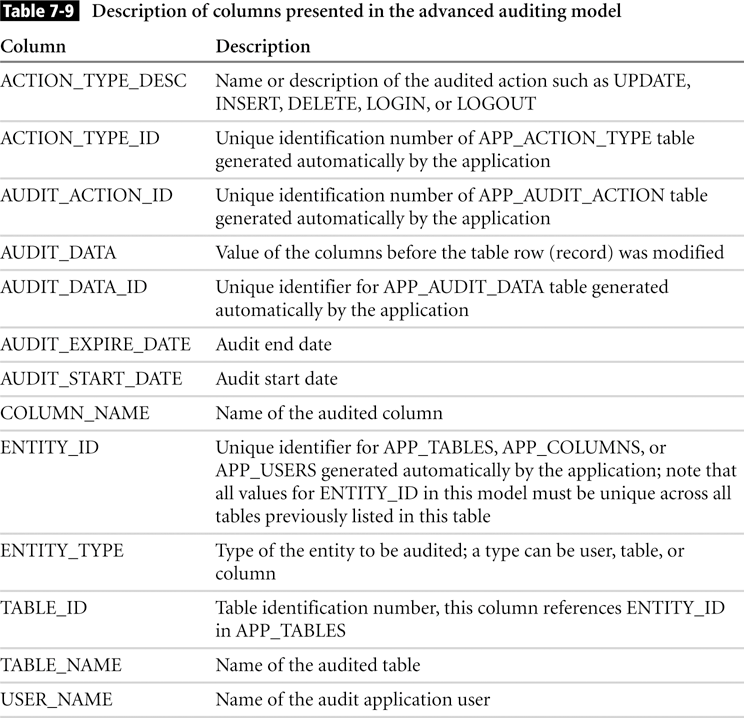 Table 7-9 Description of columns presented in the advanced auditing model
Column Description
ACTION_TYPE_DESC Name or description of the audited action such as UPDATE,
INSERT, DELETE, LOGIN, or LOGOUT
ACTION_TYPE_ID Unique identification number of APP_ACTION_TYPE table
generated automatically by the application
AUDIT_ACTION_ID Unique identification number of APP_AUDIT_ACTION table
generated automatically by the application
AUDIT_DATA Value of the columns before the table row (record) was modified
AUDIT_DATA_ID Unique identifier for APP_AUDIT_DATA table generated
automatically by the application
AUDIT_EXPIRE_DATE Audit end date
AUDIT_START_DATE Audit start date
COLUMN_NAME Name of the audited column
ENTITY_ID Unique identifier for APP_TABLES, APP_COLUMNS, or
APP_USERS generated automatically by the application; note that
all values for ENTITY_ID in this model must be unique across all
tables previously listed in this table
ENTITY_TYPE Type of the entity to be audited; a type can be user, table, or
column
TABLE_ID Table identification number, this column references ENTITY_ID
in APP_TABLES
TABLE_NAME Name of the audited table
USER_NAME Name of the audit application user